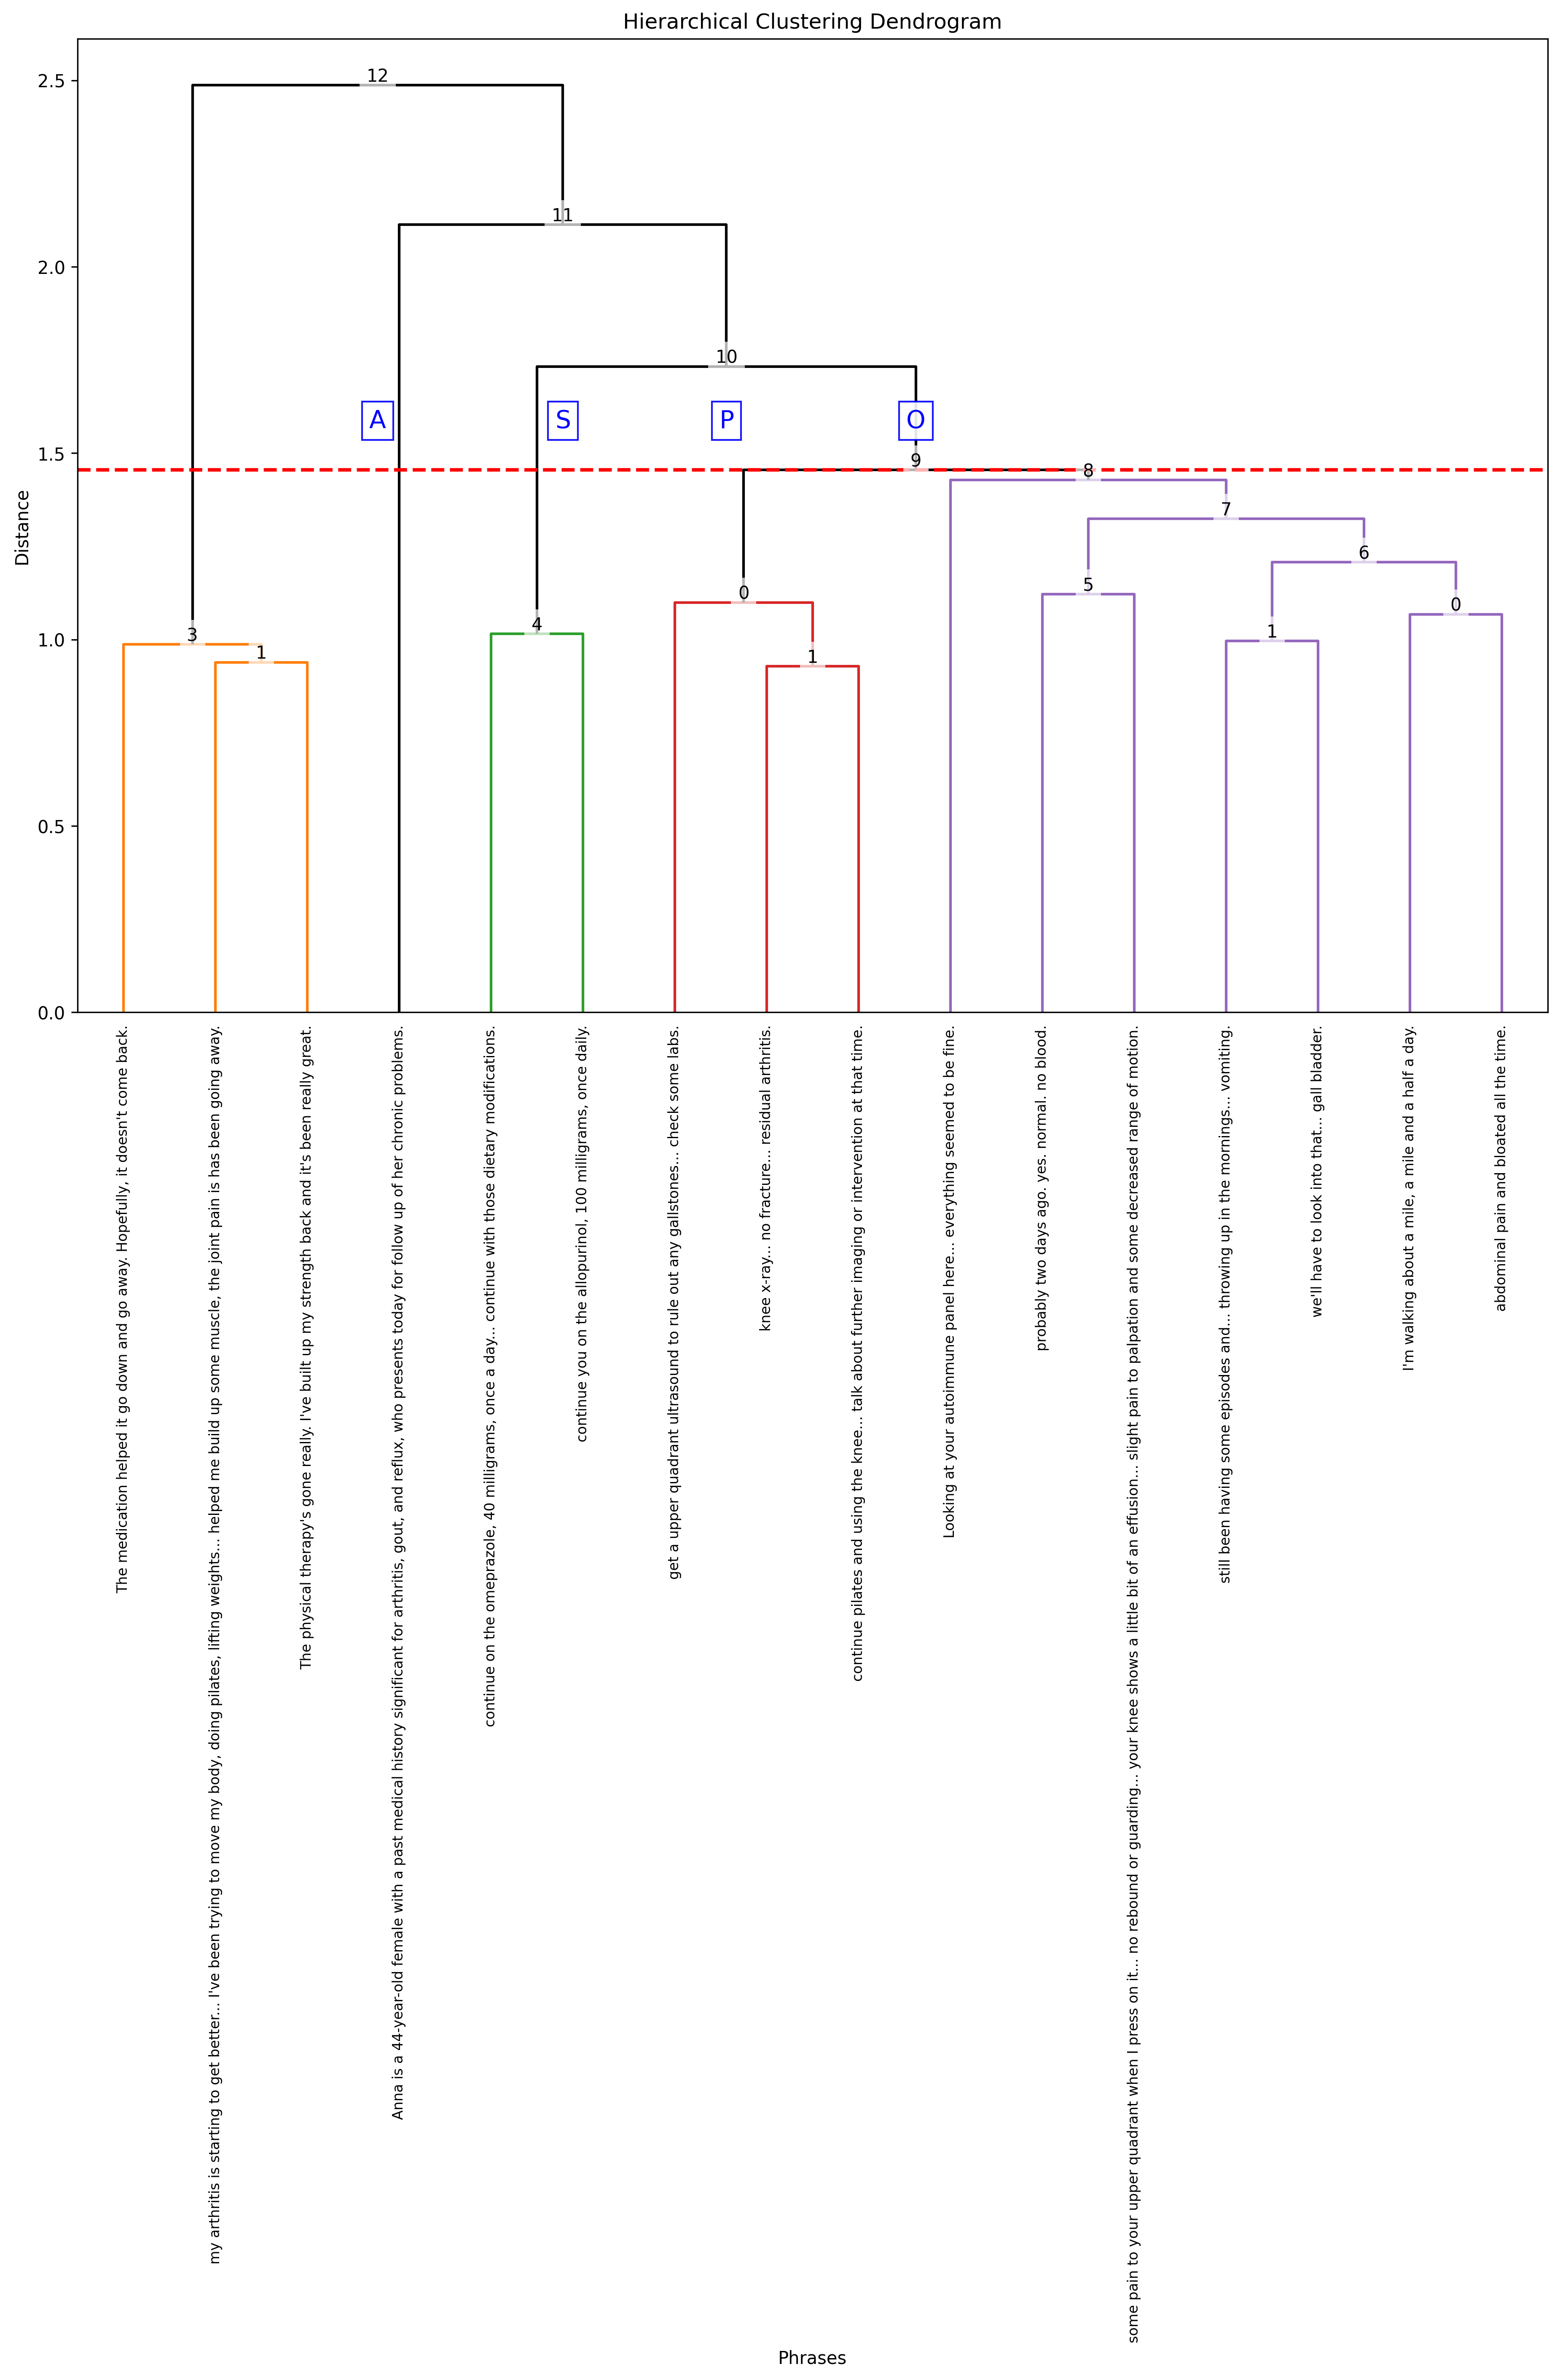 Hierarchical Clustering Dendrogram
12
2.5
11
2.0
10
A
S
P
O
1.5
9
8
7
6
5
0
0
4
3
1
1
1
1.0
0.5
0.0
Distance
The medication helped it go down and go away. Hopefully, it doesn't come back.
my arthritis is starting to get better... I've been trying to move my body, doing pilates, lifting weights... helped me build up some muscle, the joint pain is has been going away.
The physical therapy's gone really. I've built up my strength back and it's been really great.
Anna is a 44-year-old female with a past medical history significant for arthritis, gout, and reflux, who presents today for follow up of her chronic problems.
continue on the omeprazole, 40 milligrams, once a day... continue with those dietary modifications.
continue you on the allopurinol, 100 milligrams, once daily.
get a upper quadrant ultrasound to rule out any gallstones... check some labs.
knee x-ray... no fracture... residual arthritis.
continue pilates and using the knee... talk about further imaging or intervention at that time.
Looking at your autoimmune panel here... everything seemed to be fine.
probably two days ago. yes. normal. no blood.
some pain to your upper quadrant when I press on it... no rebound or guarding... your knee shows a little bit of an effusion... slight pain to palpation and some decreased range of motion.
still been having some episodes and... throwing up in the mornings... vomiting.
we'll have to look into that... gall bladder.
I'm walking about a mile, a mile and a half a day.
abdominal pain and bloated all the time.
Phrases